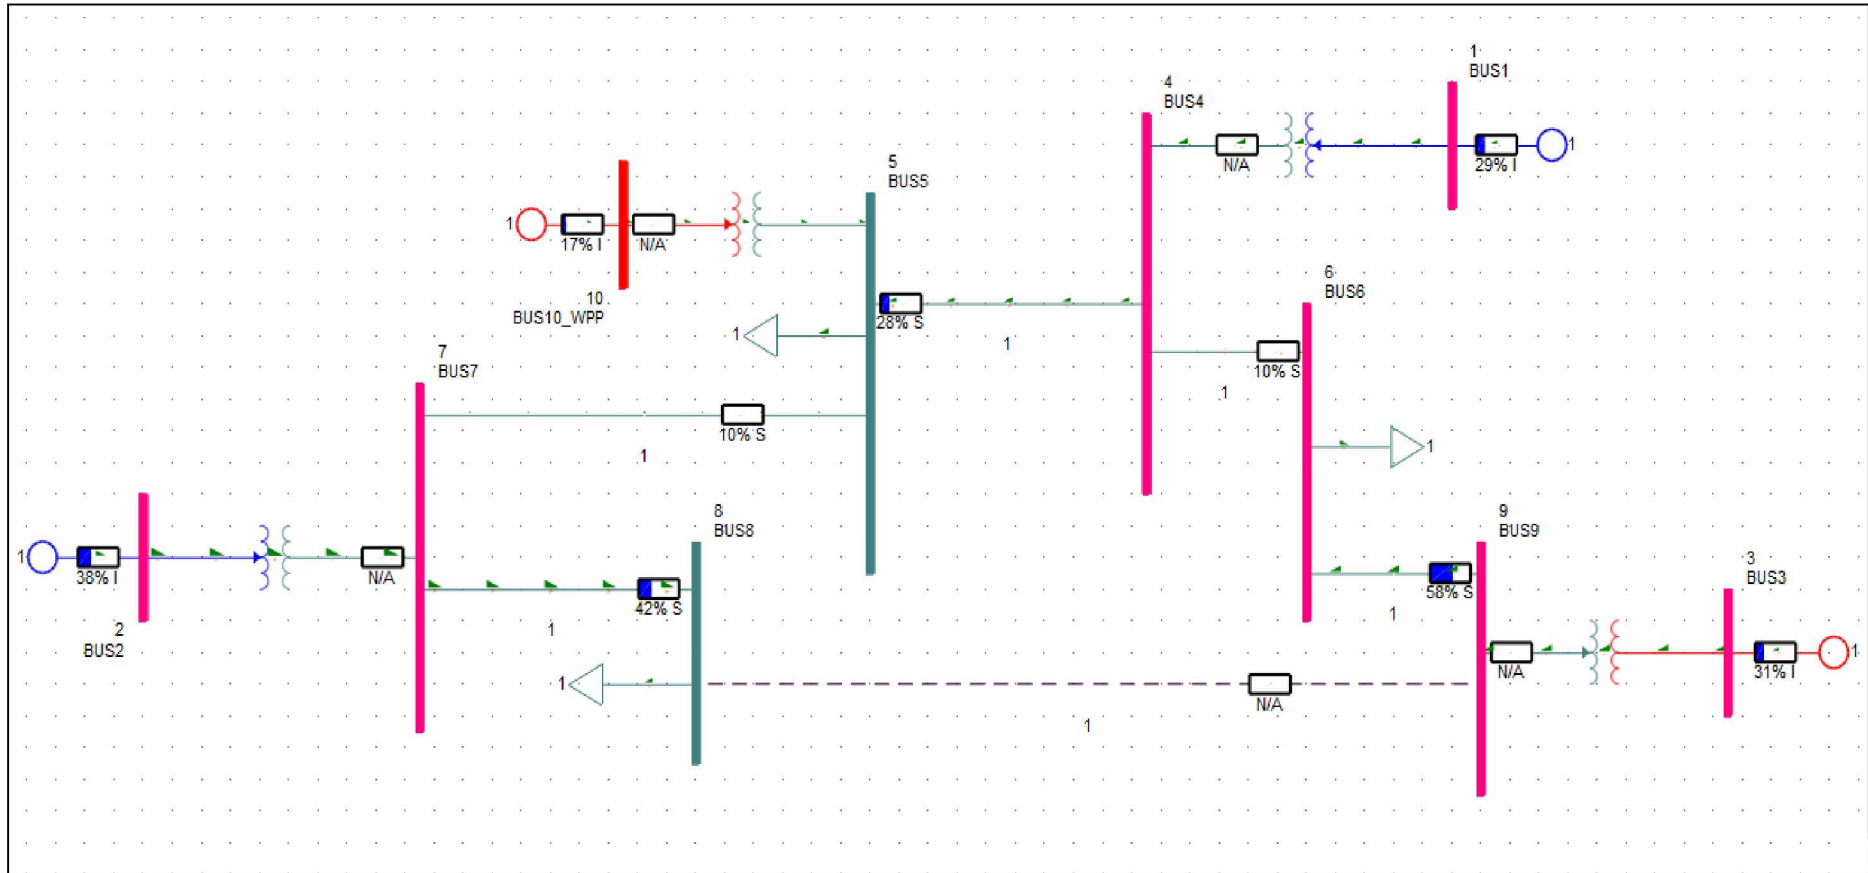 1
BUS1
4
BUS4
N/A
29% I
1
5
BUS5
1
17% I
N/A
10
BUS10_WPP
6
BUS6
28% S
1
1
7
BUS7
10% S
1
10% S
1
1
8
BUS8
9
BUS9
1
38% I
N/A
3
BUS3
42% S
58% S
1
1
2
BUS2
1
N/A
31% I
1
1
N/A
1